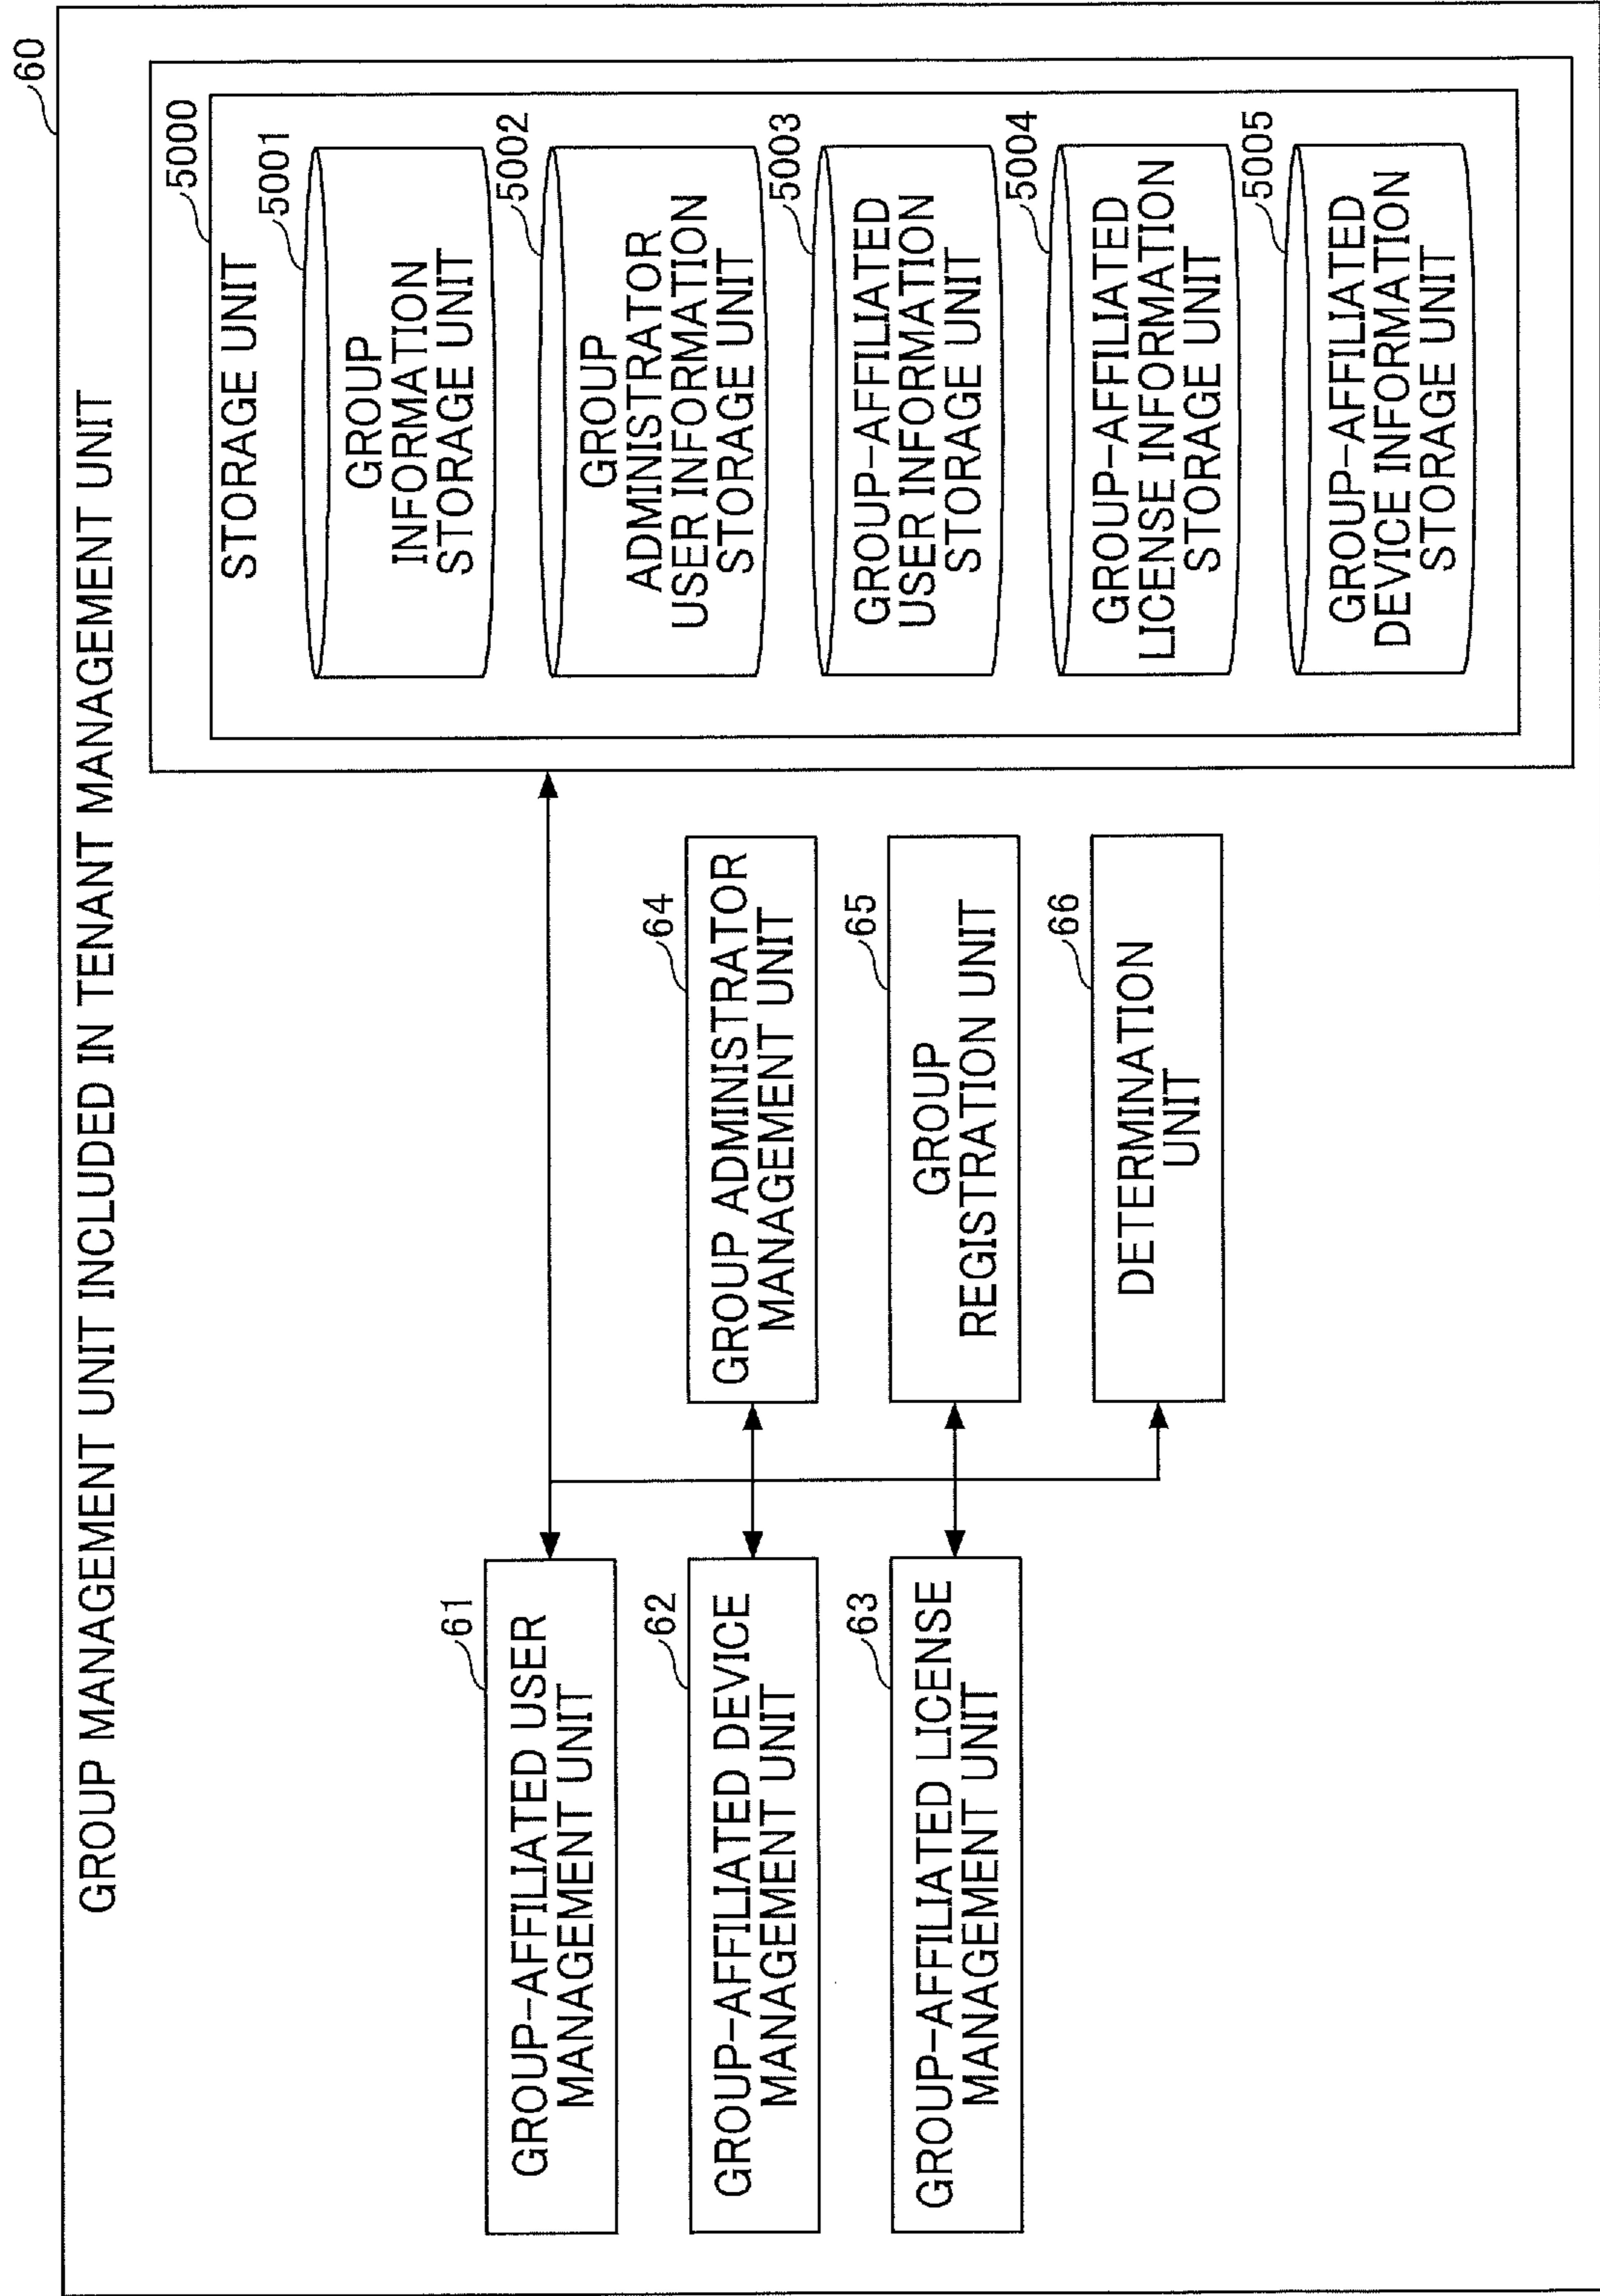 60
GROUP MANAGEMENT UNIT INCLUDED IN TENANT MANAGEMENT UNIT
61
GROUP-AFFILIATED USER
MANAGEMENT UNIT
62
GROUP-AFFILIATED DEVICE
MANAGEMENT UNIT
63
GROUP-AFFILIATED LICENSE
MANAGEMENT UNIT
64
GROUP ADMINISTRATOR
MANAGEMENT UNIT
65
GROUP
REGISTRATION UNIT
66
DETERMINATION
UNIT
5000
STORAGE UNIT
5001
GROUP
INFORMATION
STORAGE UNIT
5002
GROUP
ADMINISTRATOR
USER INFORMATION
STORAGE UNIT
5003
GROUP-AFFILIATED
USER INFORMATION
STORAGE UNIT
5004
GROUP-AFFILIATED
LICENSE INFORMATION
STORAGE UNIT
5005
GROUP-AFFILIATED
DEVICE INFORMATION
STORAGE UNIT